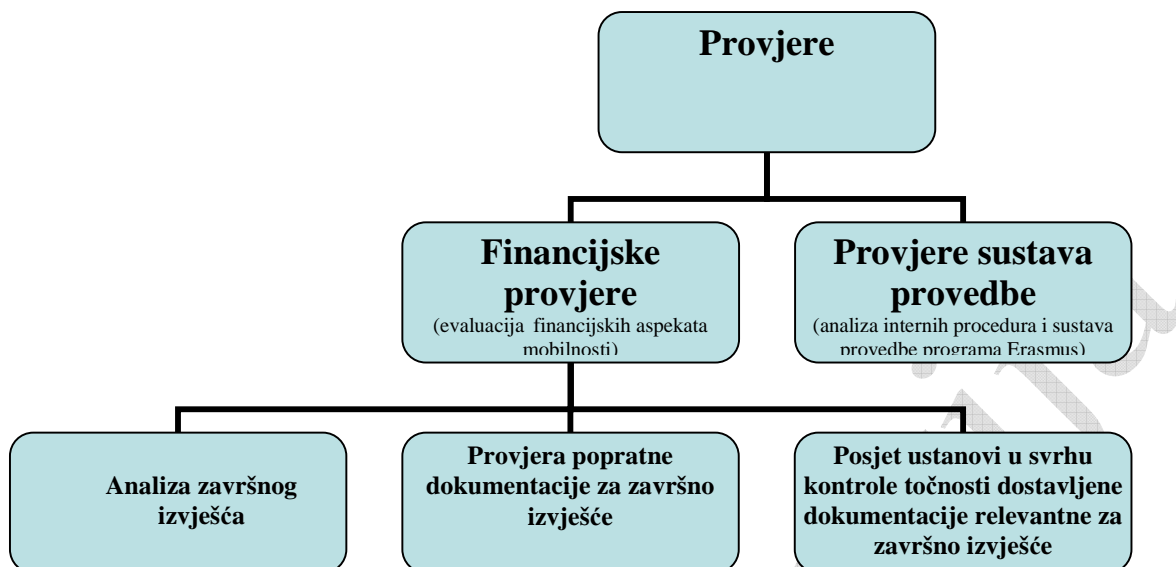 Provjere
Financijske
provjere
(evaluacija financijskih aspekata
mobilnosti)
Provjere sustava
provedbe
(analiza internih procedura i sustava
provedbe programa Erasmus)
Analiza završnog
izvješća
Provjera popratne
dokumentacije za završno
izvješće
Posjet ustanovi u svrhu
kontrole točnosti dostavljene
dokumentacije relevantne za
završno izvješće